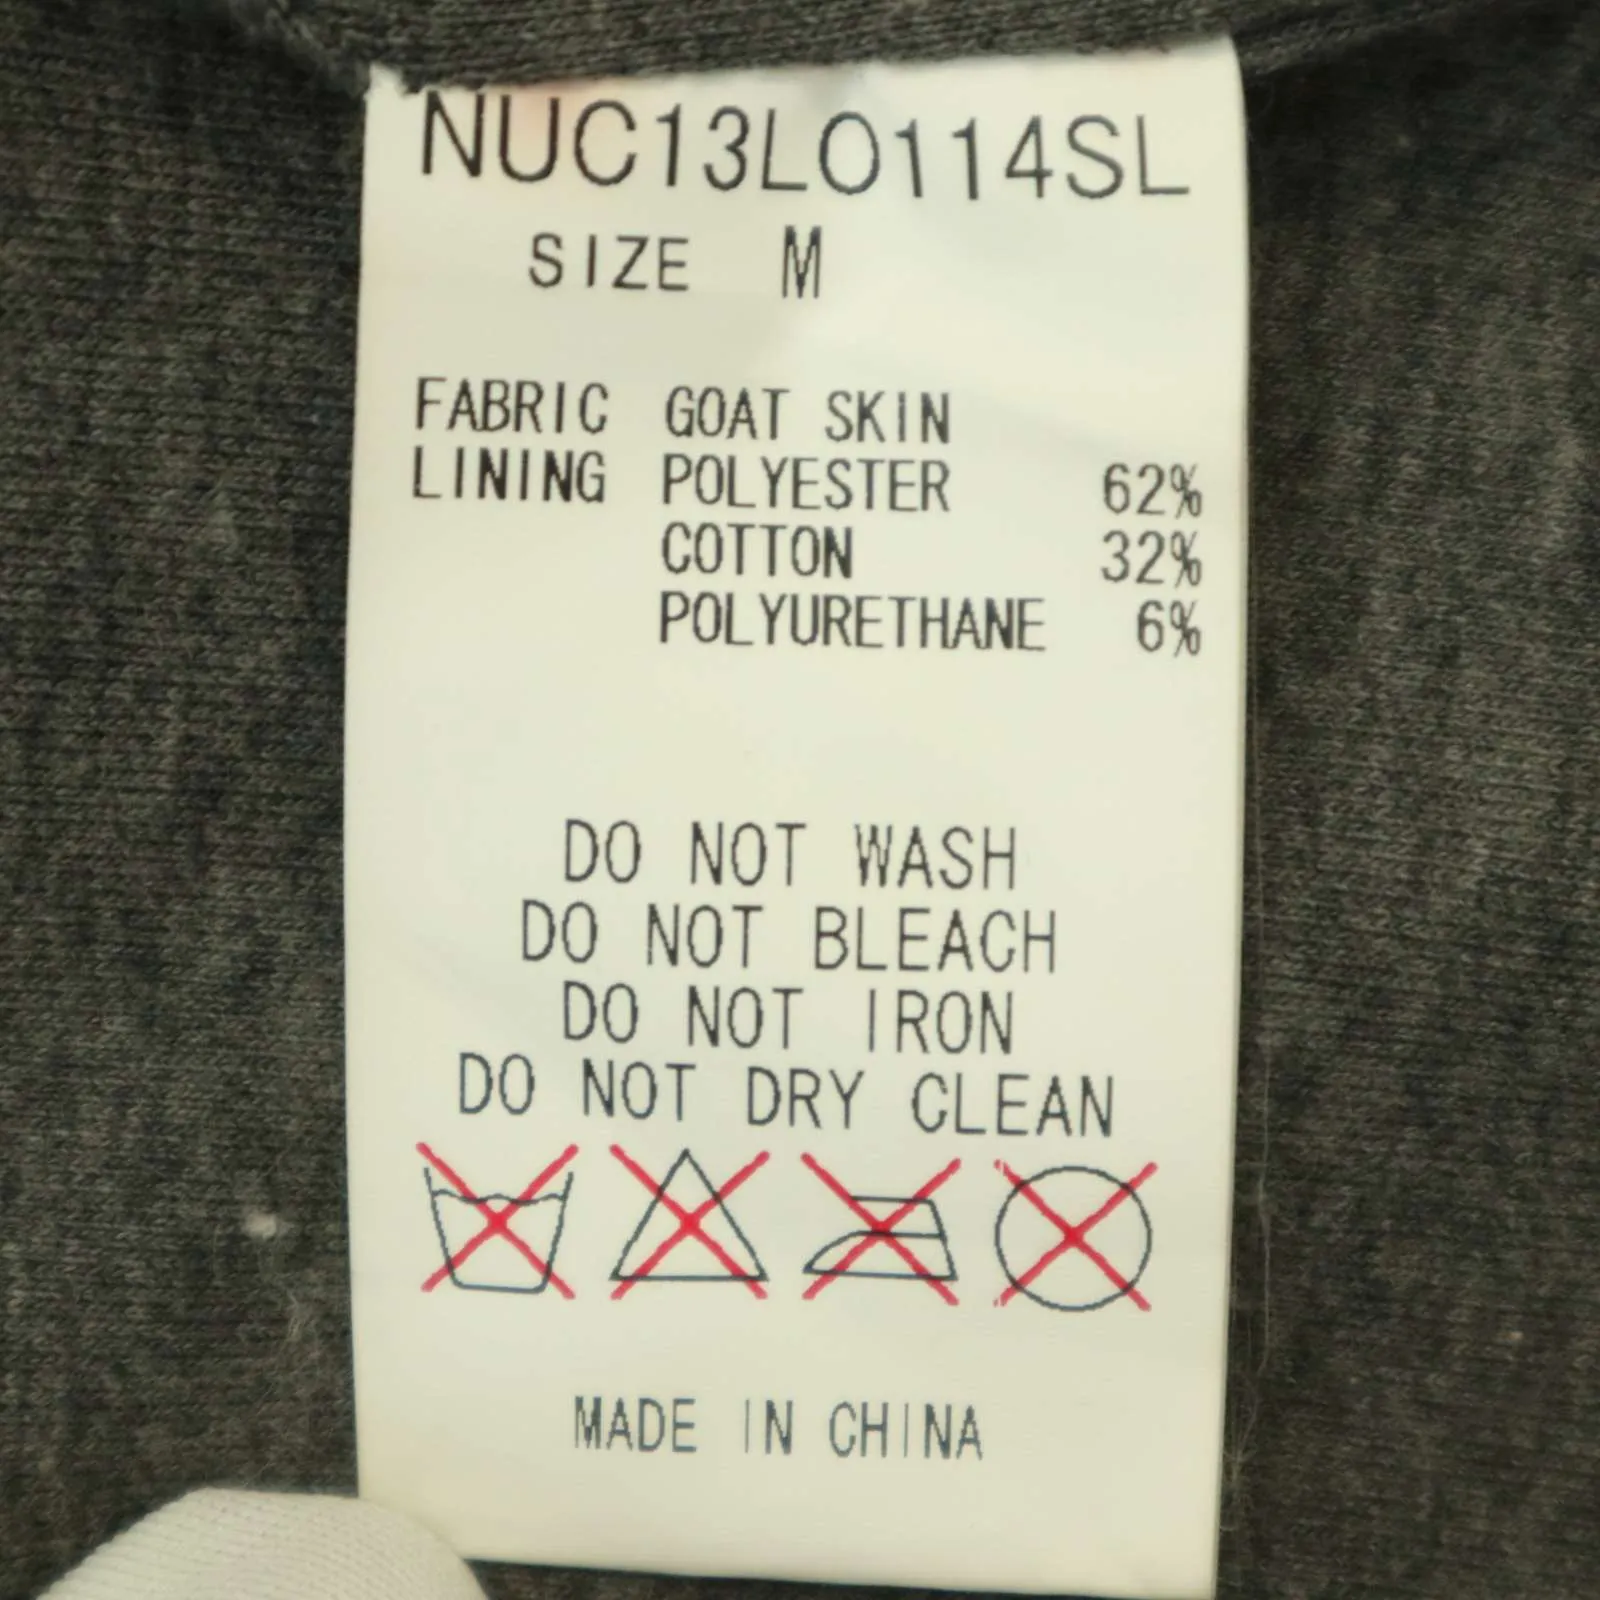 NUC13LO114SL
SIZE M
FABRIC GOAT SKIN
LINING POLYESTER 62%
COTTON 32%
POLYURETHANE 6%
DO NOT WASH
DO NOT BLEACH
DO NOT IRON
DO NOT DRY CLEAN
MADE IN CHINA